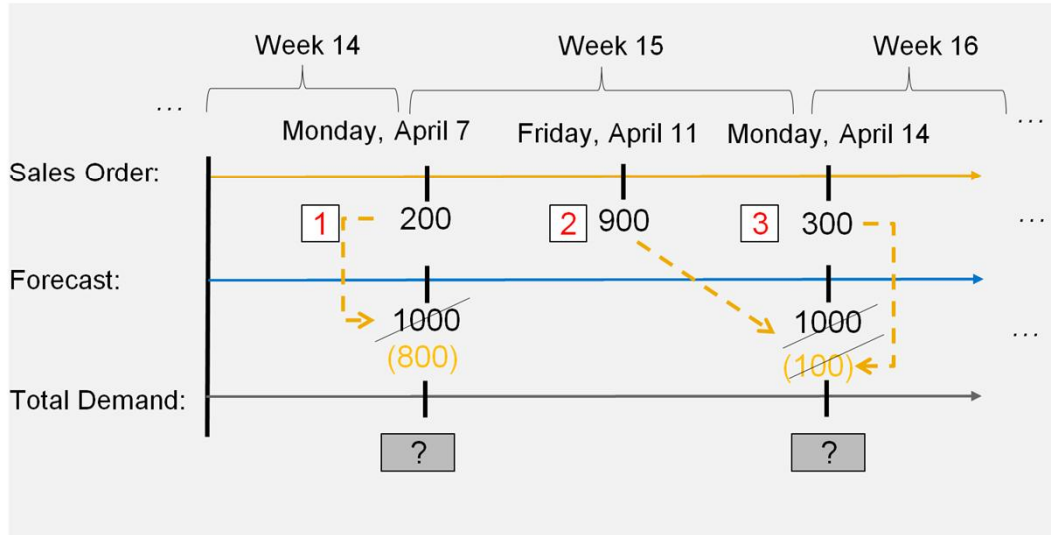 Week 14
Week 15
Week 16
...
...
Monday, April 7
Friday, April 11
Monday, April 14
Sales Order:
1
200
2
900
3
300
...
Forecast:
1000
1000
...
(800)
(100)
Total Demand:
?
?